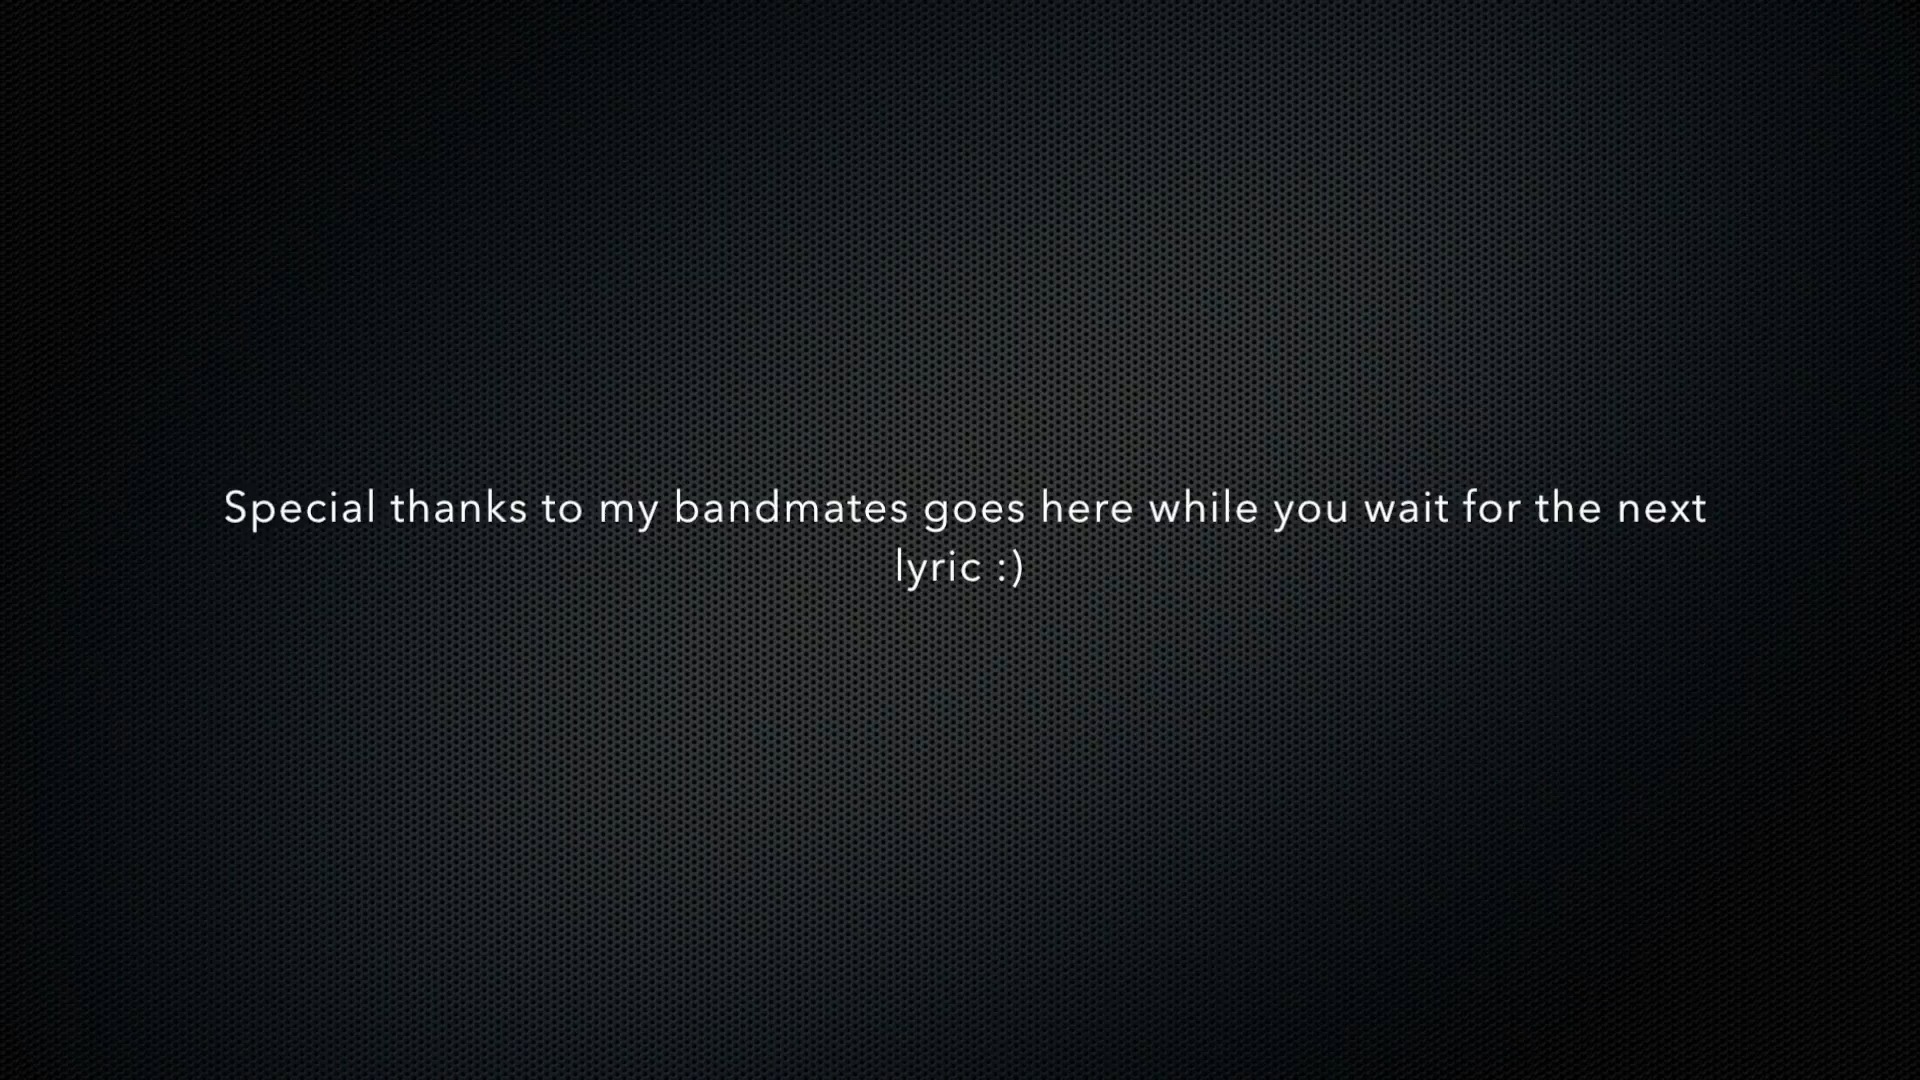 Special thanks to my bandmates goes here while you wait for the next
lyric :)